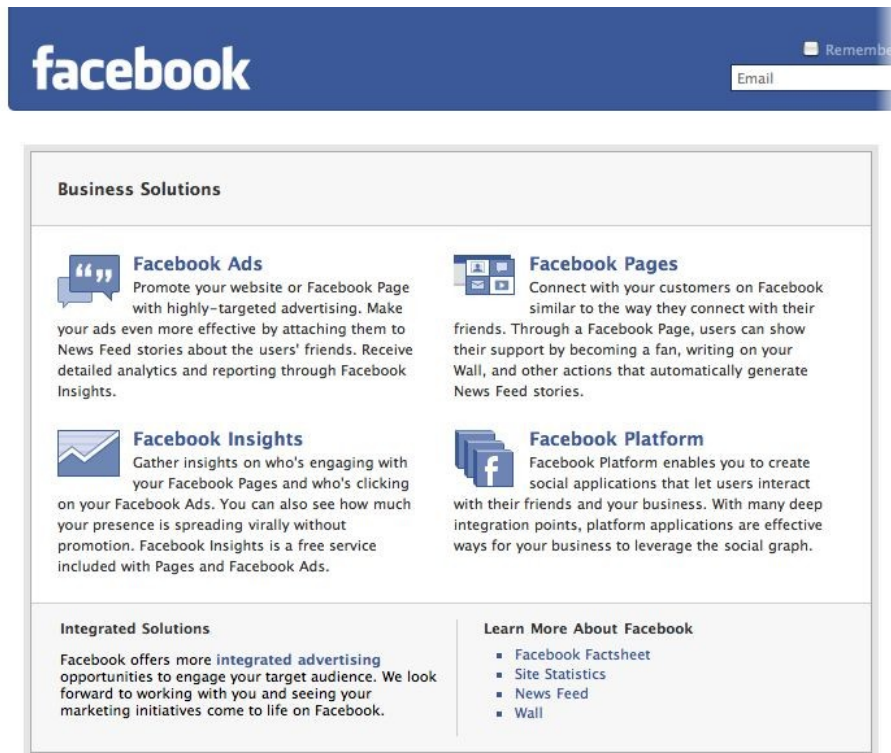 facebook
Remembe
Email
Business Solutions
Facebook Ads
Promote your website or Facebook Page
with highly-targeted advertising. Make
your ads even more effective by attaching them to
News Feed stories about the users' friends. Receive
detailed analytics and reporting through Facebook
Insights.
Facebook Pages
Connect with your customers on Facebook
similar to the way they connect with their
friends. Through a Facebook Page, users can show
their support by becoming a fan, writing on your
Wall, and other actions that automatically generate
News Feed stories.
Facebook Insights
Gather insights on who's engaging with
your Facebook Pages and who's clicking
on your Facebook Ads. You can also see how much
your presence is spreading virally without
promotion. Facebook Insights is a free service
included with Pages and Facebook Ads.
Facebook Platform
Facebook Platform enables you to create
social applications that let users interact
with their friends and your business. With many deep
integration points, platform applications are effective
ways for your business to leverage the social graph.
Integrated Solutions
Facebook offers more integrated advertising
opportunities to engage your target audience. We look
forward to working with you and seeing your
marketing initiatives come to life on Facebook.
Learn More About Facebook
Facebook Factsheet
Site Statistics
News Feed
Wall